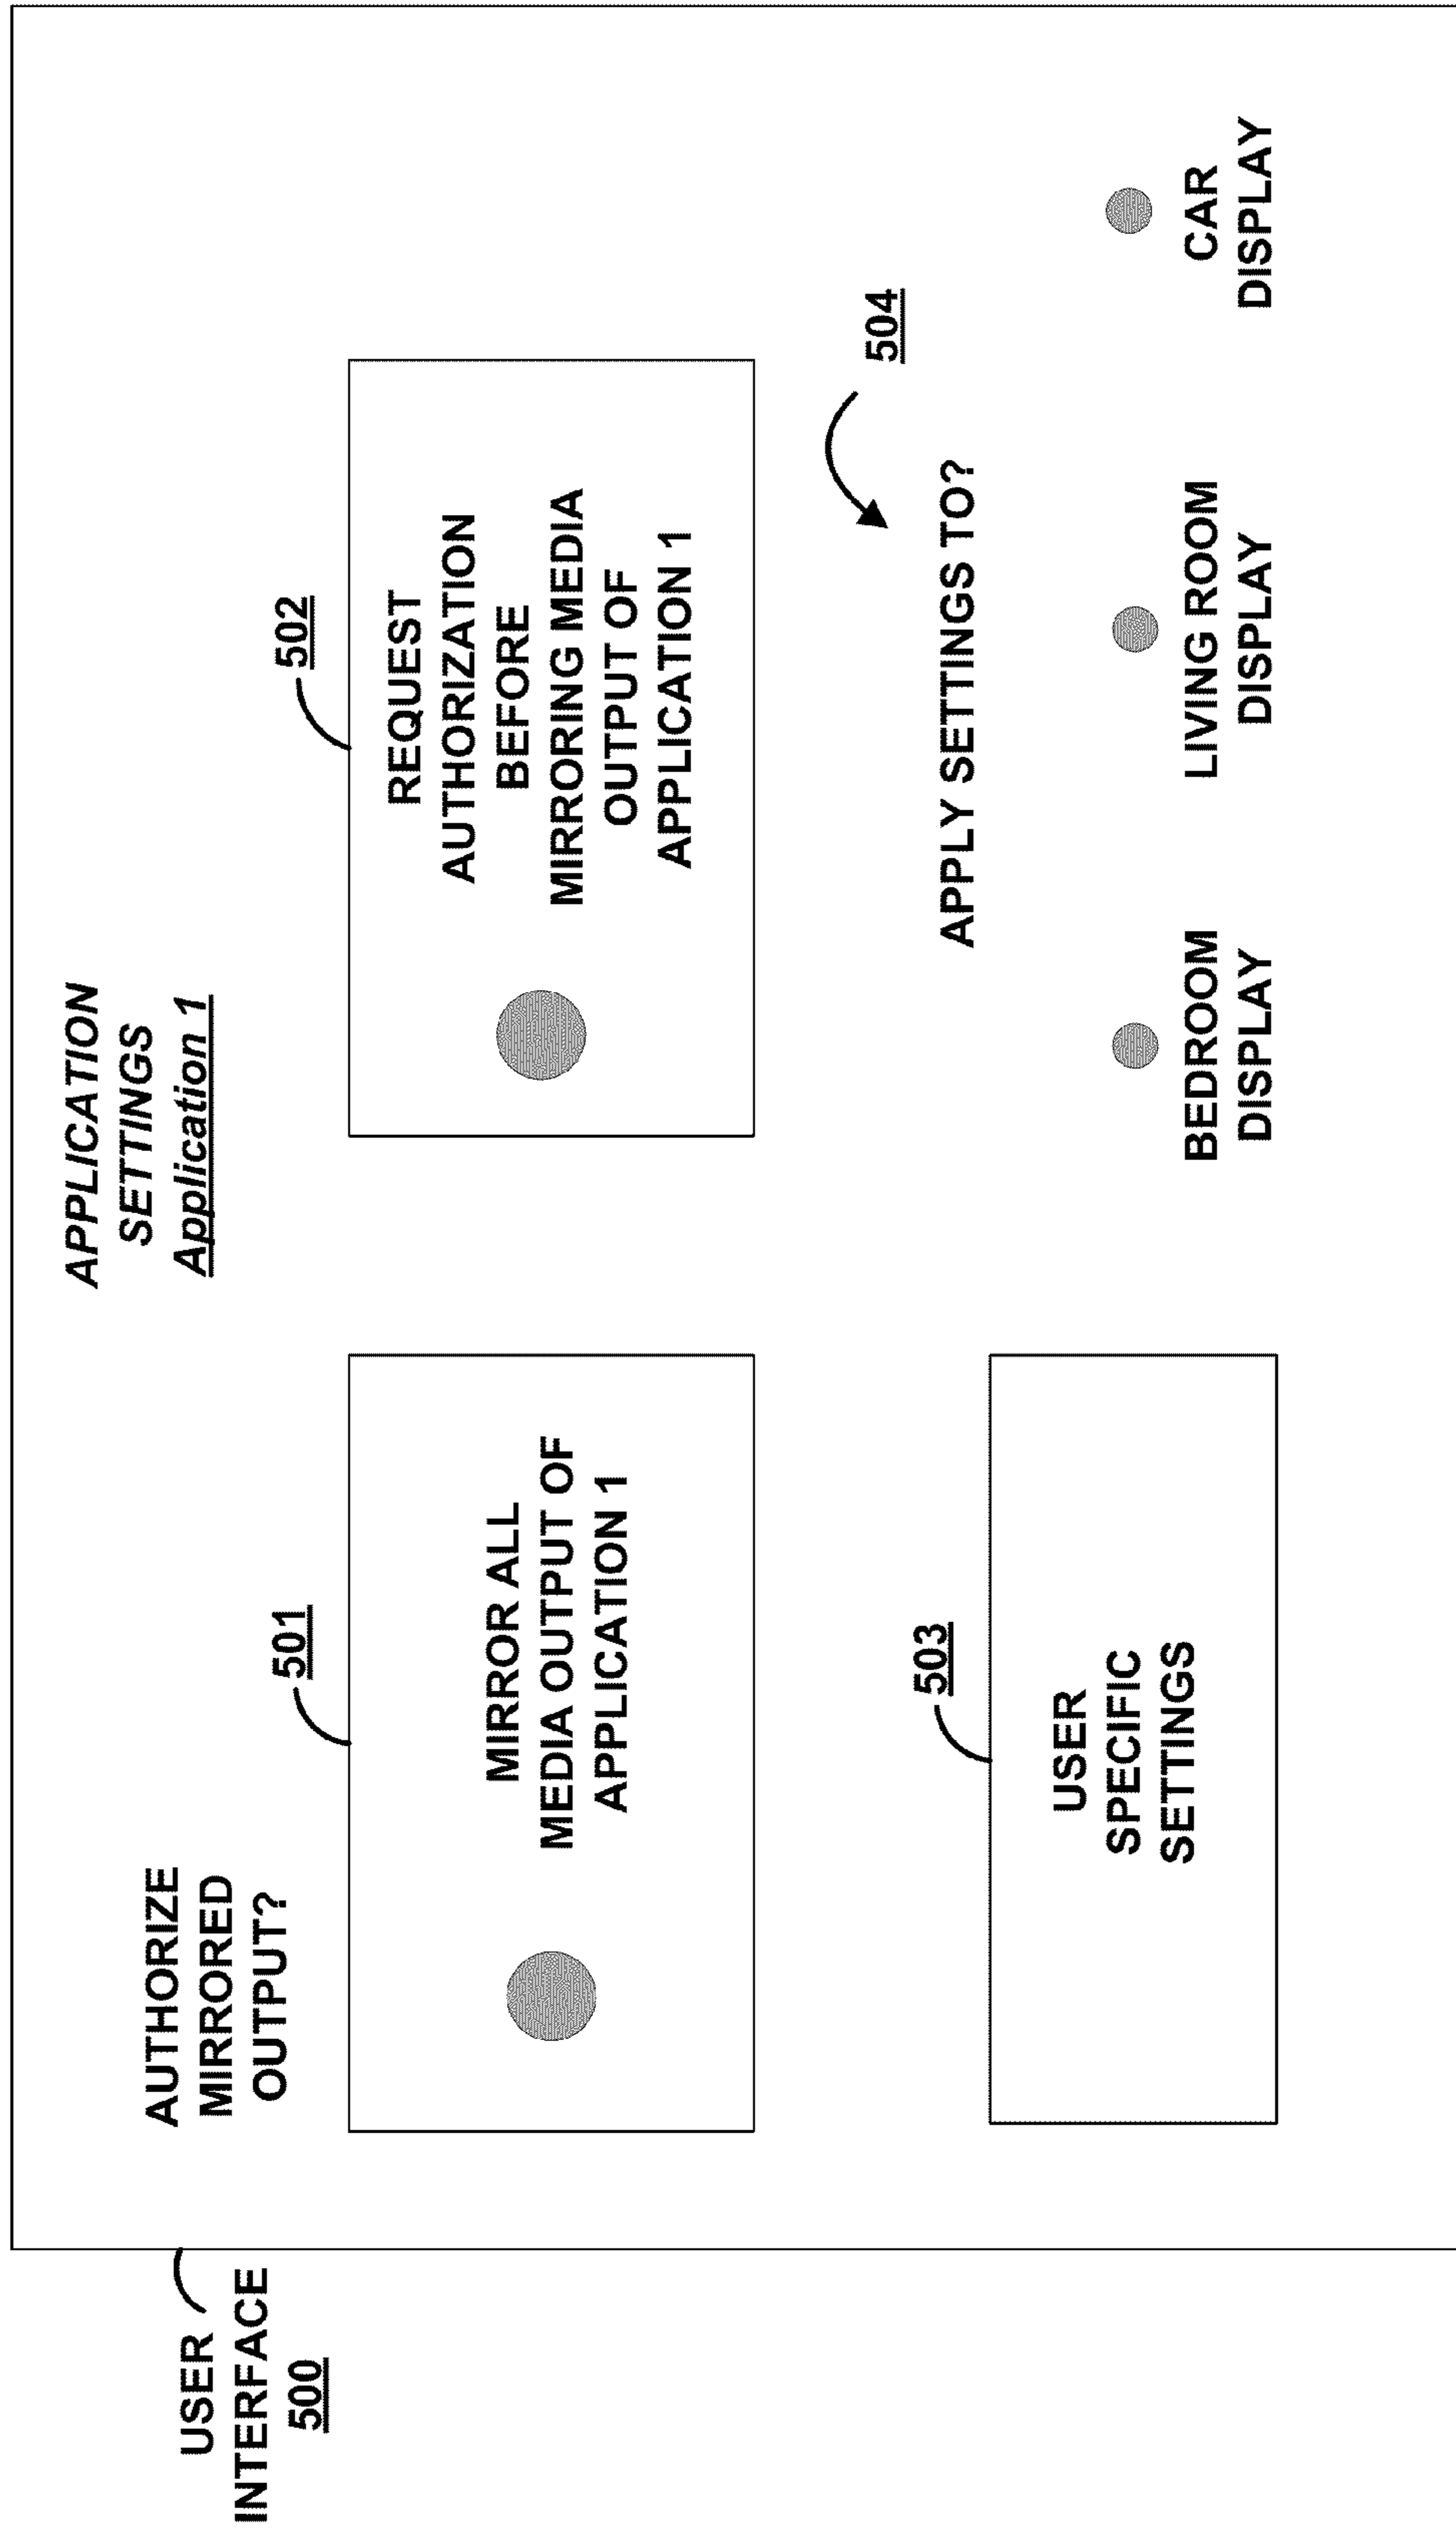 USER
INTERFACE
500
APPLICATION
SETTINGS
Application 1
AUTHORIZE
MIRRORED
OUTPUT?
501
MIRROR ALL
MEDIA OUTPUT OF
APPLICATION 1
502
REQUEST
AUTHORIZATION
BEFORE
MIRRORING MEDIA
OUTPUT OF
APPLICATION 1
503
USER
SPECIFIC
SETTINGS
504
APPLY SETTINGS TO?
BEDROOM
DISPLAY
LIVING ROOM
DISPLAY
CAR
DISPLAY